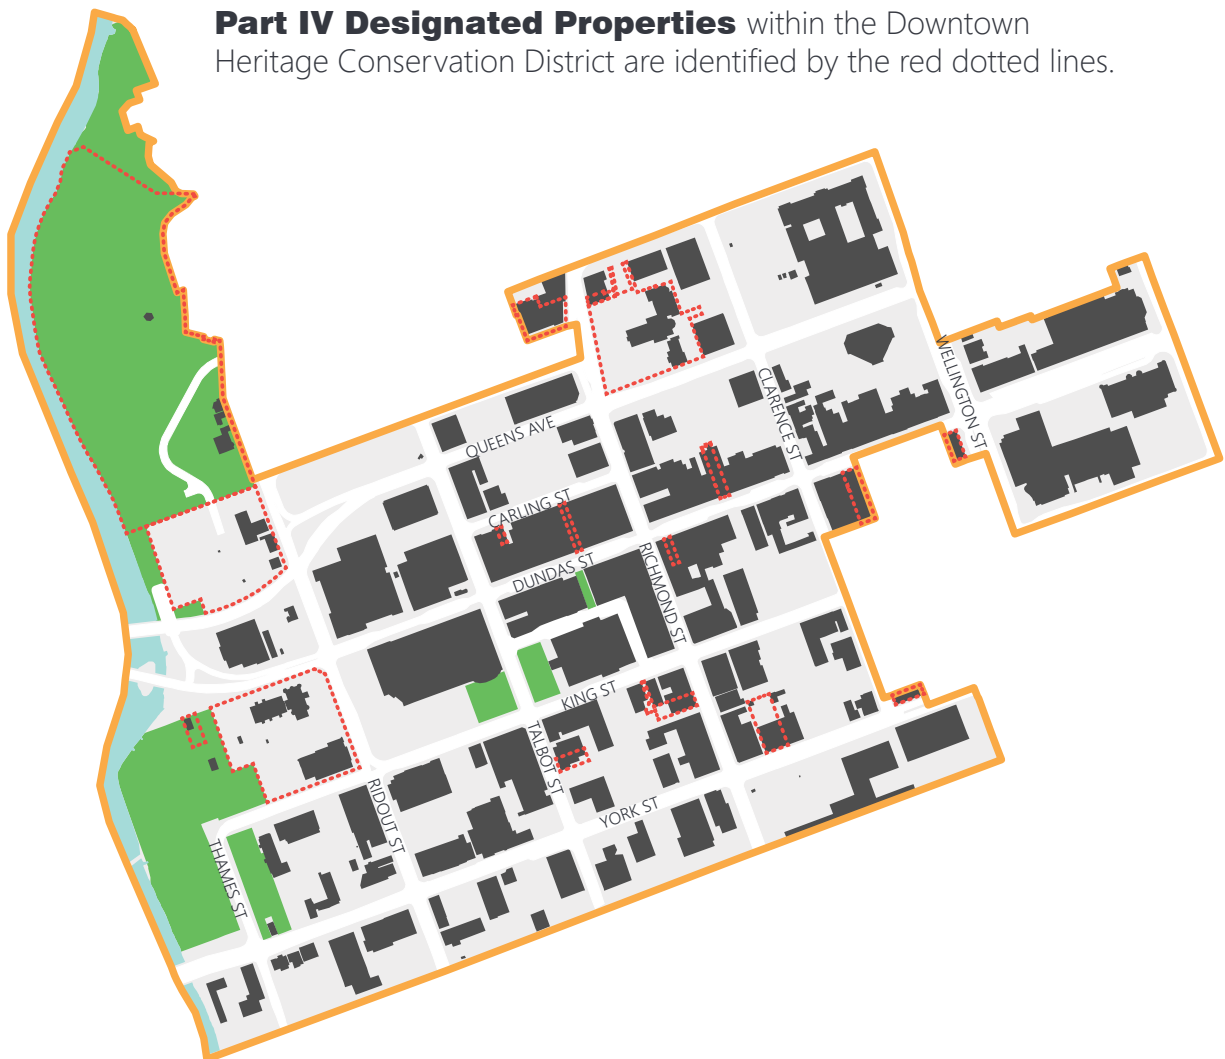 Part IV Designated Properties within the Downtown
Heritage Conservation District are identified by the red dotted lines.
WELLINGTON ST
CLARENCE ST
QUEENS AVE
CARLING ST
DUNDAS ST
RICHMOND ST
KING ST
TALBOT ST
RIDOUT ST
YORK ST
THAMES ST